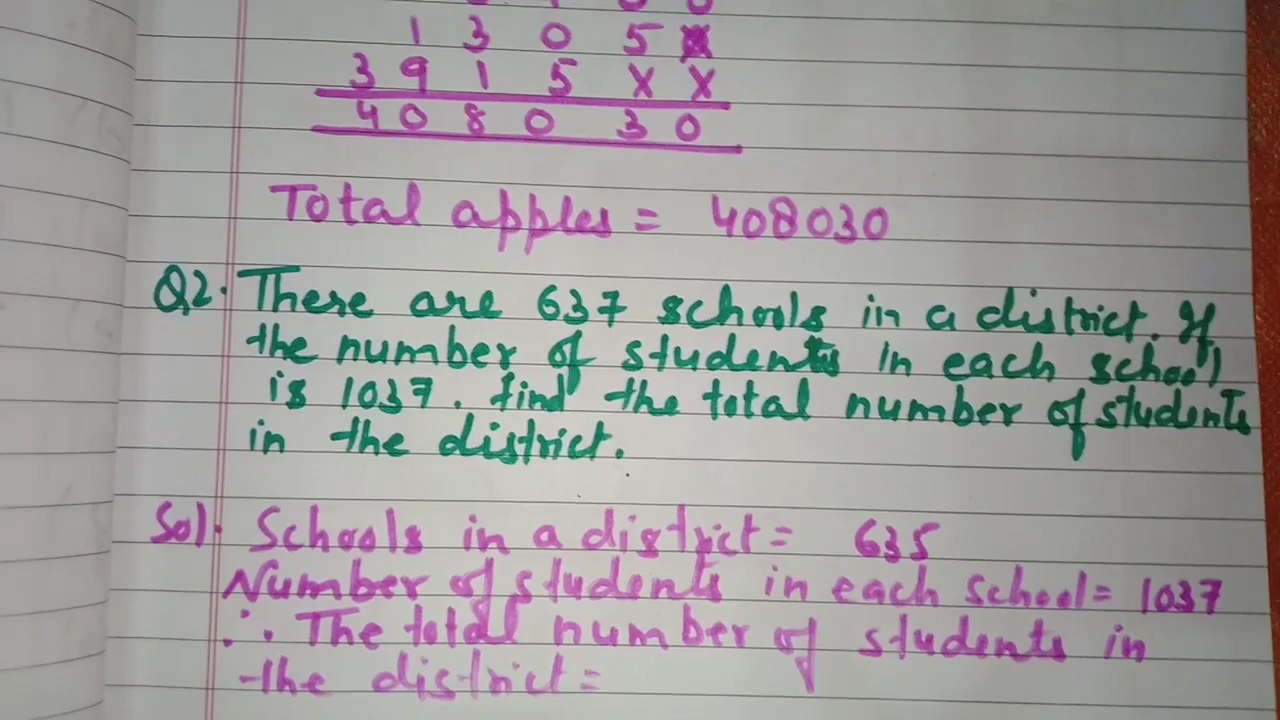 1 3 0 5 x
3 9 1 5 x x
4 0 8 0 3 0
Total apples = 408030
Q2. There are 637 schools in a district. If
the number of students in each school
is 1037. find the total number of students
in the district.
Sol. Schools in a district = 635
Number of students in each school = 1037
∴ The total number of students in
the district =